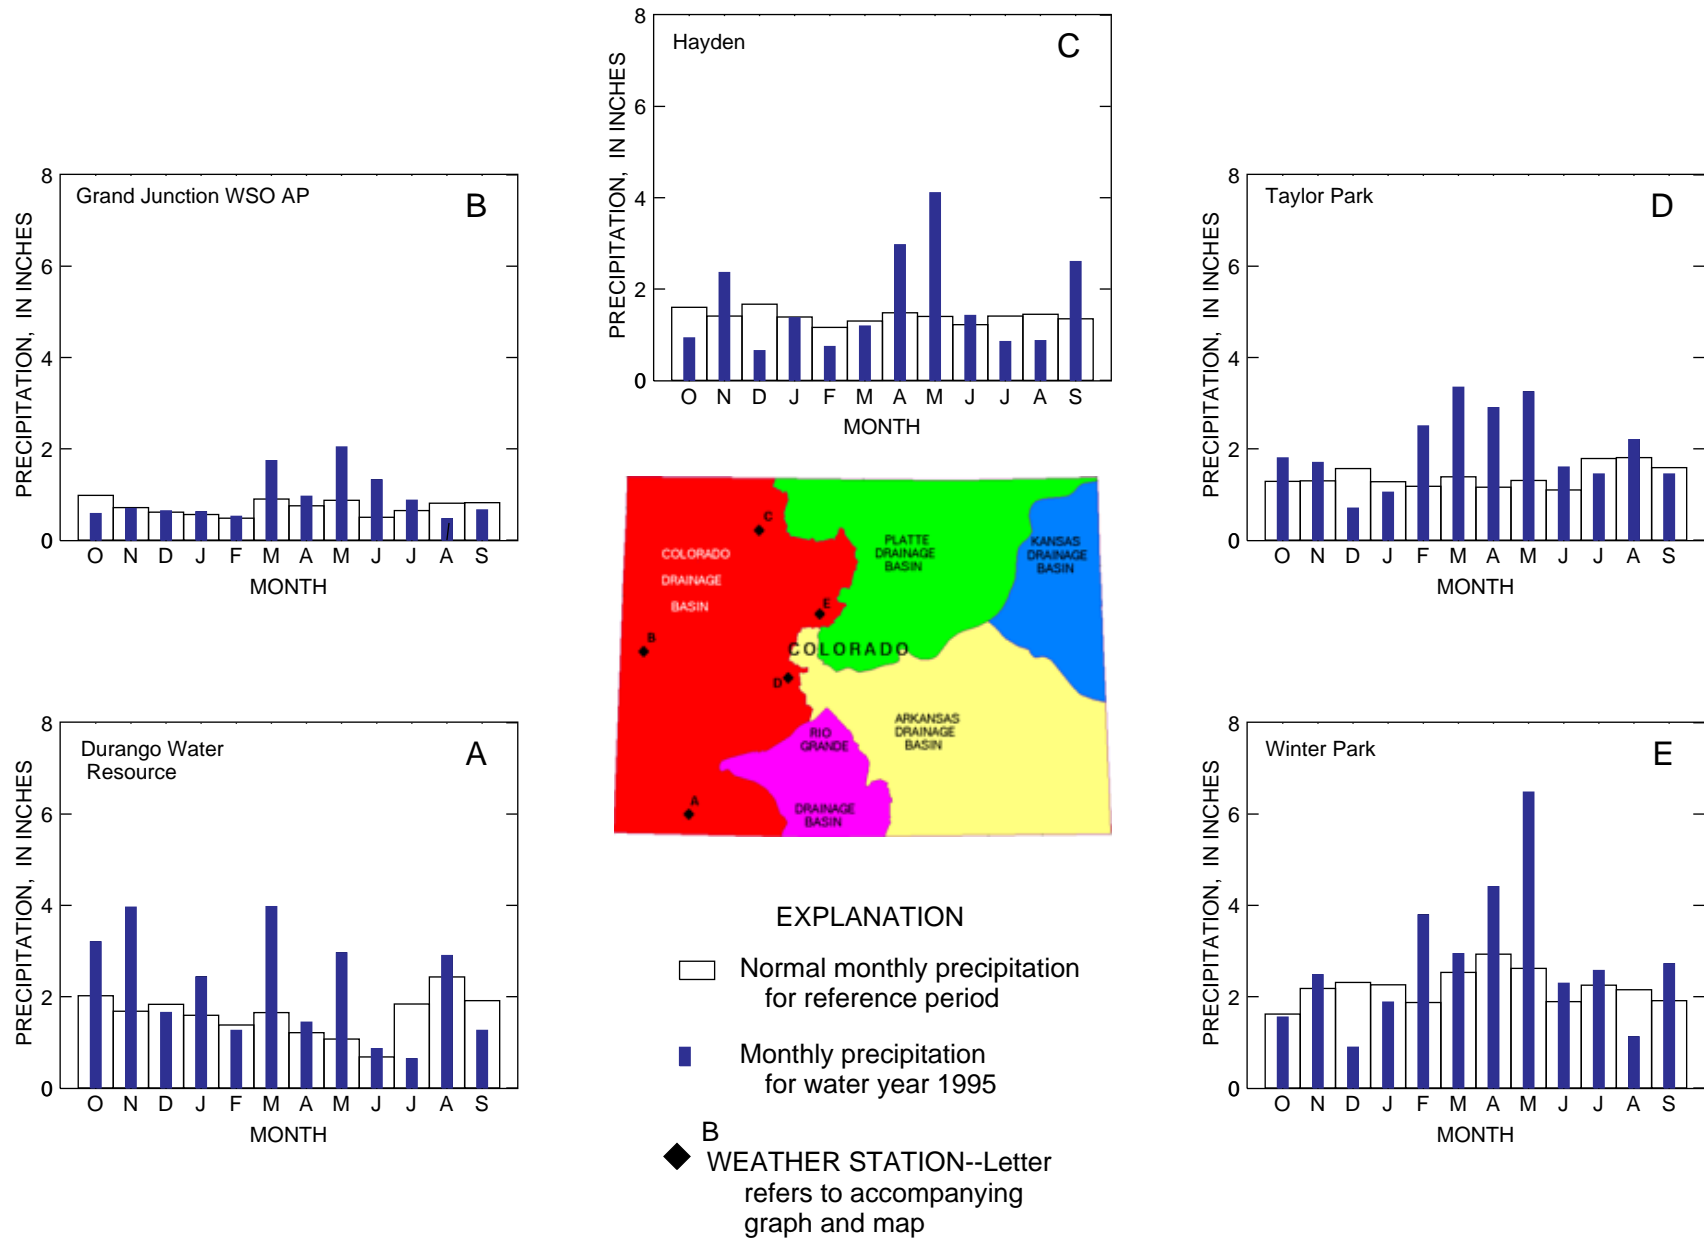 8
6
4
2
0
PRECIPITATION, IN INCHES
Hayden
C
O N D J F M A M J J A S
MONTH
8
6
4
2
0
PRECIPITATION, IN INCHES
Grand Junction WSO AP
B
O N D J F M A M J J A S
MONTH
8
6
4
2
0
PRECIPITATION, IN INCHES
Taylor Park
D
O N D J F M A M J J A S
MONTH
C
COLORADO
DRAINAGE
BASIN
PLATTE
DRAINAGE
BASIN
KANSAS
DRAINAGE
BASIN
E
B
COLORADO
D
ARKANSAS
DRAINAGE
BASIN
RIO
GRANDE
DRAINAGE
BASIN
A
8
6
4
2
0
PRECIPITATION, IN INCHES
Durango Water
Resource
A
O N D J F M A M J J A S
MONTH
8
6
4
2
0
PRECIPITATION, IN INCHES
Winter Park
E
O N D J F M A M J J A S
MONTH
EXPLANATION
Normal monthly precipitation
for reference period
Monthly precipitation
for water year 1995
B
WEATHER STATION--Letter
refers to accompanying
graph and map